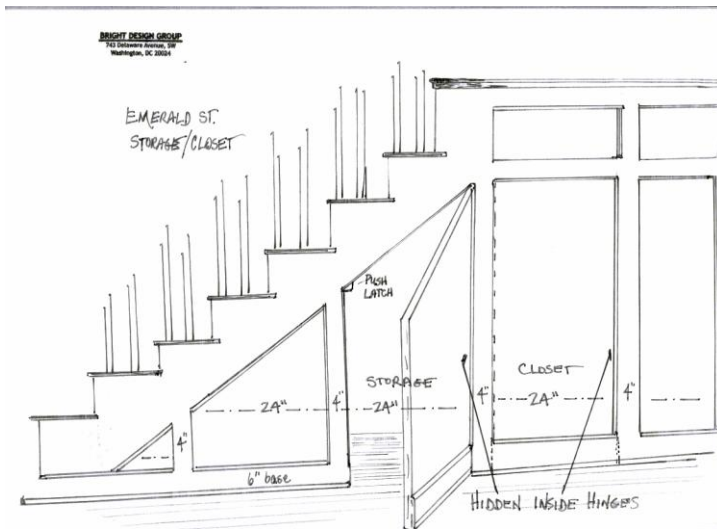 BRIGHT DESIGN GROUP
743 Delaware Avenue, SW
Washington, DC 20024
EMERALD ST.
STORAGE/CLOSET
PUSH
LATCH
STORAGE
CLOSET
24"
4"
24"
4"
24"
4"
4"
6" base
HIDDEN INSIDE HINGES